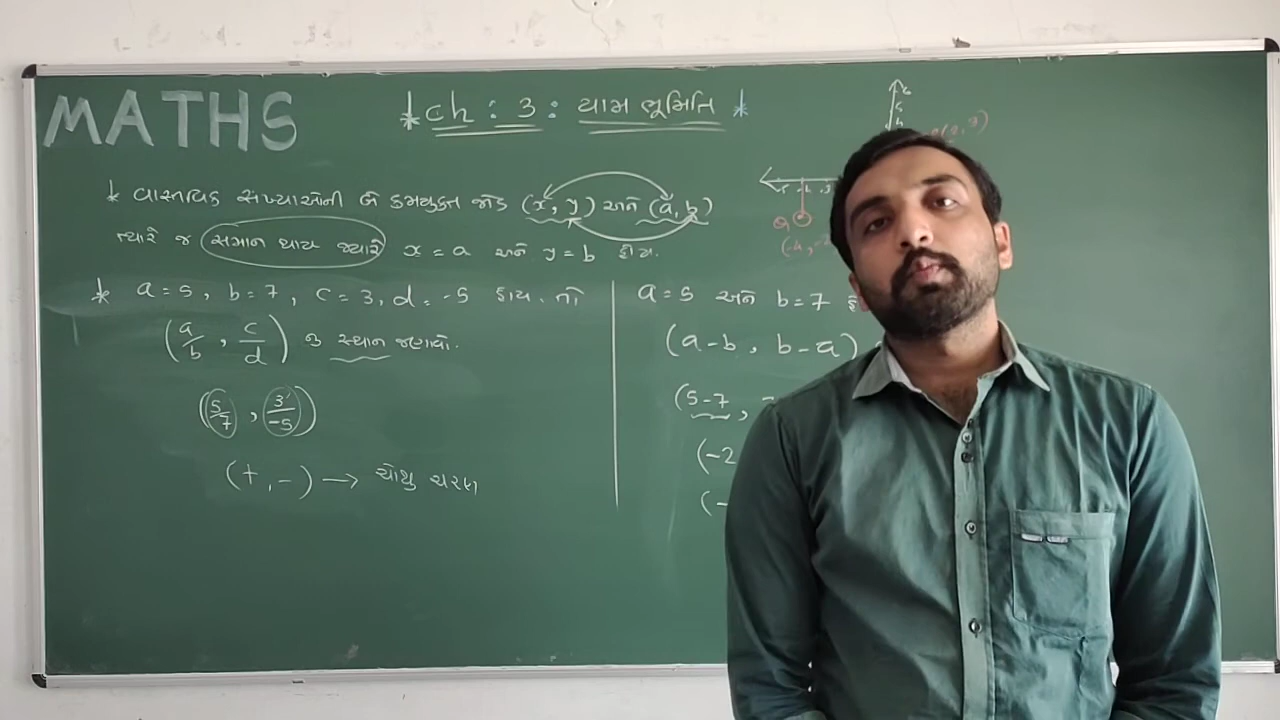 MATHS
* ch : 3 : યામ ભૂમિતિ *
* વાસ્તવિક સંખ્યાઓની બે ક્રમયુક્ત જોડ (x, y) અને (a, b)
ત્યારે જ સમાન થાય જ્યારે x = a અને y = b હોય.
* a = 5, b = 7, c = 3, d = -5 હોય તો
(a/b , c/d) નું સ્થાન જણાવો.
(5/7 , 3/-5)
(+, -) → ચોથુ ચરણ
a = 5 અને b = 7
(a-b, b-a)
(5-7,
(-2
(-